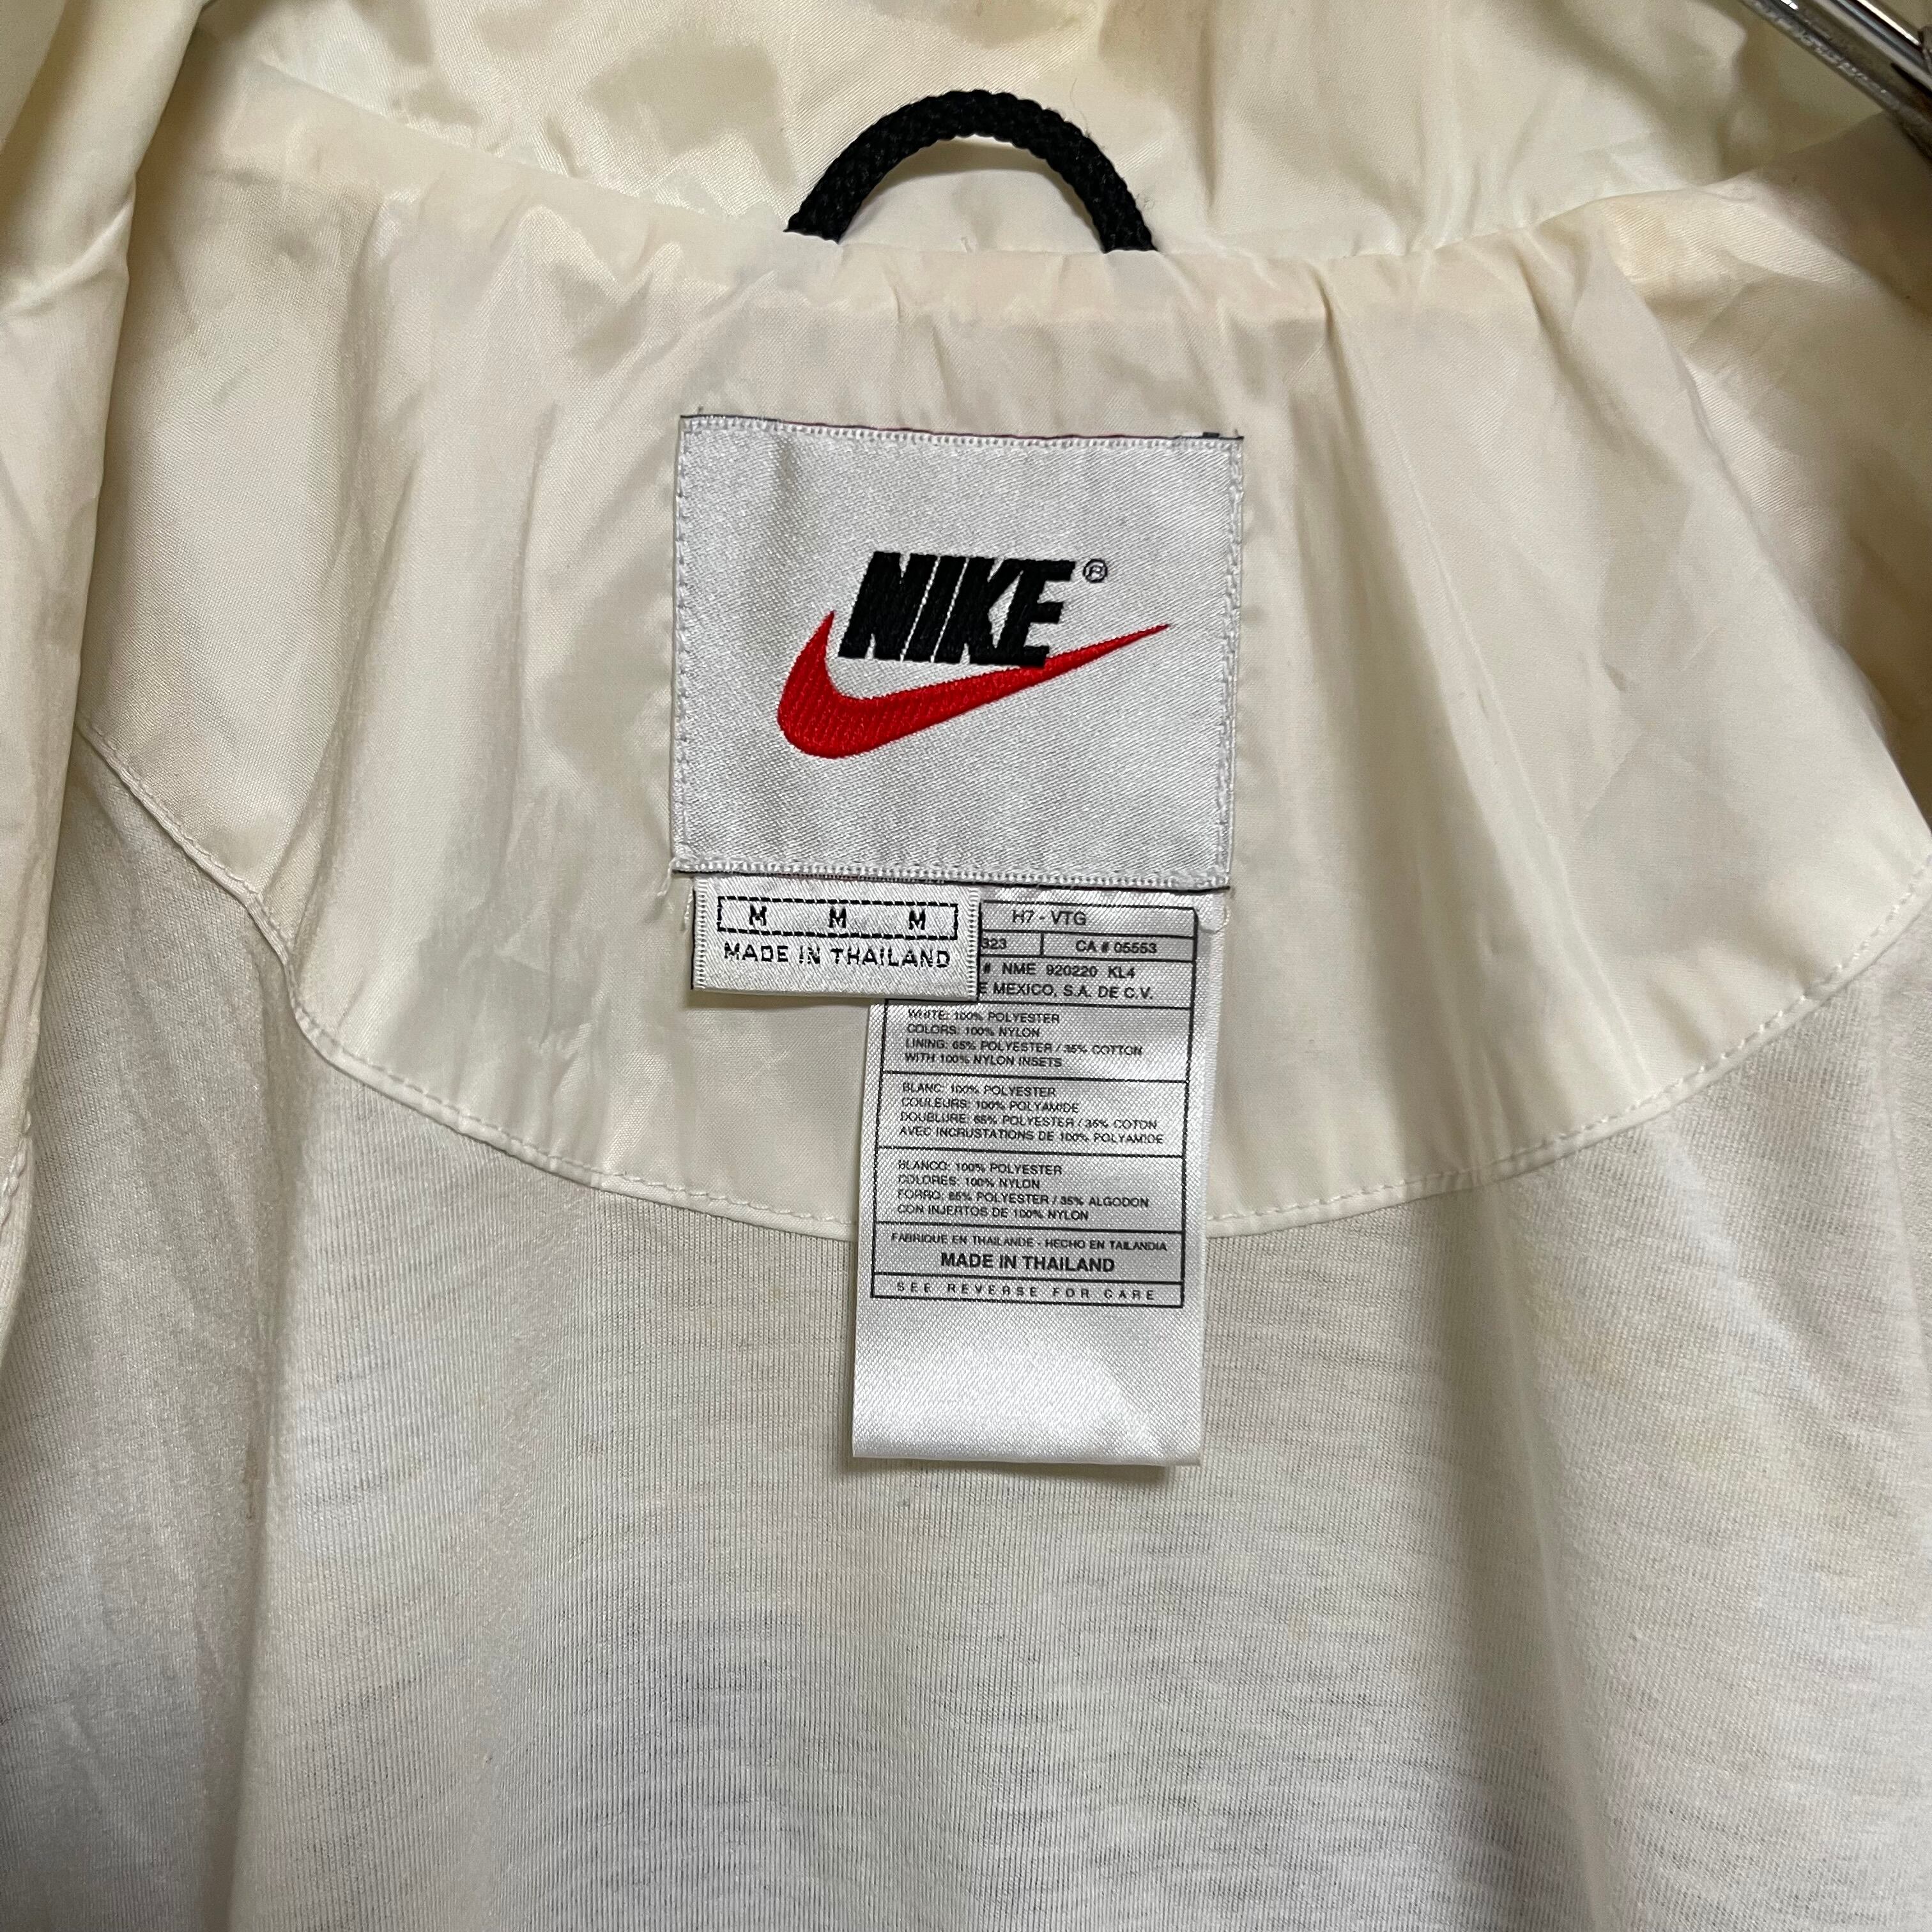 NIKE®
M M M
MADE IN THAILAND
H7 - VTG
323 CA # 05553
# NME 920220 KL4
E MEXICO, S.A. DE C.V.
WHITE: 100% POLYESTER
COLORS: 100% NYLON
LINING: 65% POLYESTER / 35% COTTON
WITH 100% NYLON INSETS
BLANC: 100% POLYESTER
COULEURS: 100% POLYAMIDE
DOUBLURE: 65% POLYESTER / 35% COTON
AVEC INCRUSTATIONS DE 100% POLYAMIDE
BLANCO: 100% POLYESTER
COLORES: 100% NYLON
FORRO: 65% POLYESTER / 35% ALGODON
CON INJERTOS DE 100% NYLON
FABRIQUE EN THAILANDE - HECHO EN TAILANDIA
MADE IN THAILAND
SEE REVERSE FOR CARE